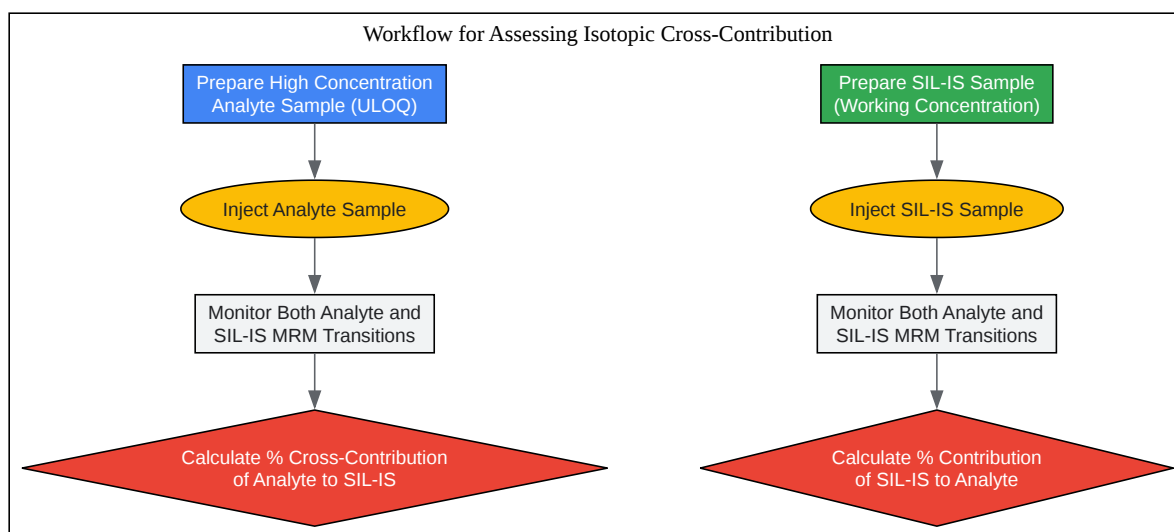 Workflow for Assessing Isotopic Cross-Contribution
Prepare High Concentration
Analyte Sample (ULOQ)
Inject Analyte Sample
Monitor Both Analyte and
SIL-IS MRM Transitions
Calculate % Cross-Contribution
of Analyte to SIL-IS
Prepare SIL-IS Sample
(Working Concentration)
Inject SIL-IS Sample
Monitor Both Analyte and
SIL-IS MRM Transitions
Calculate % Contribution
of SIL-IS to Analyte